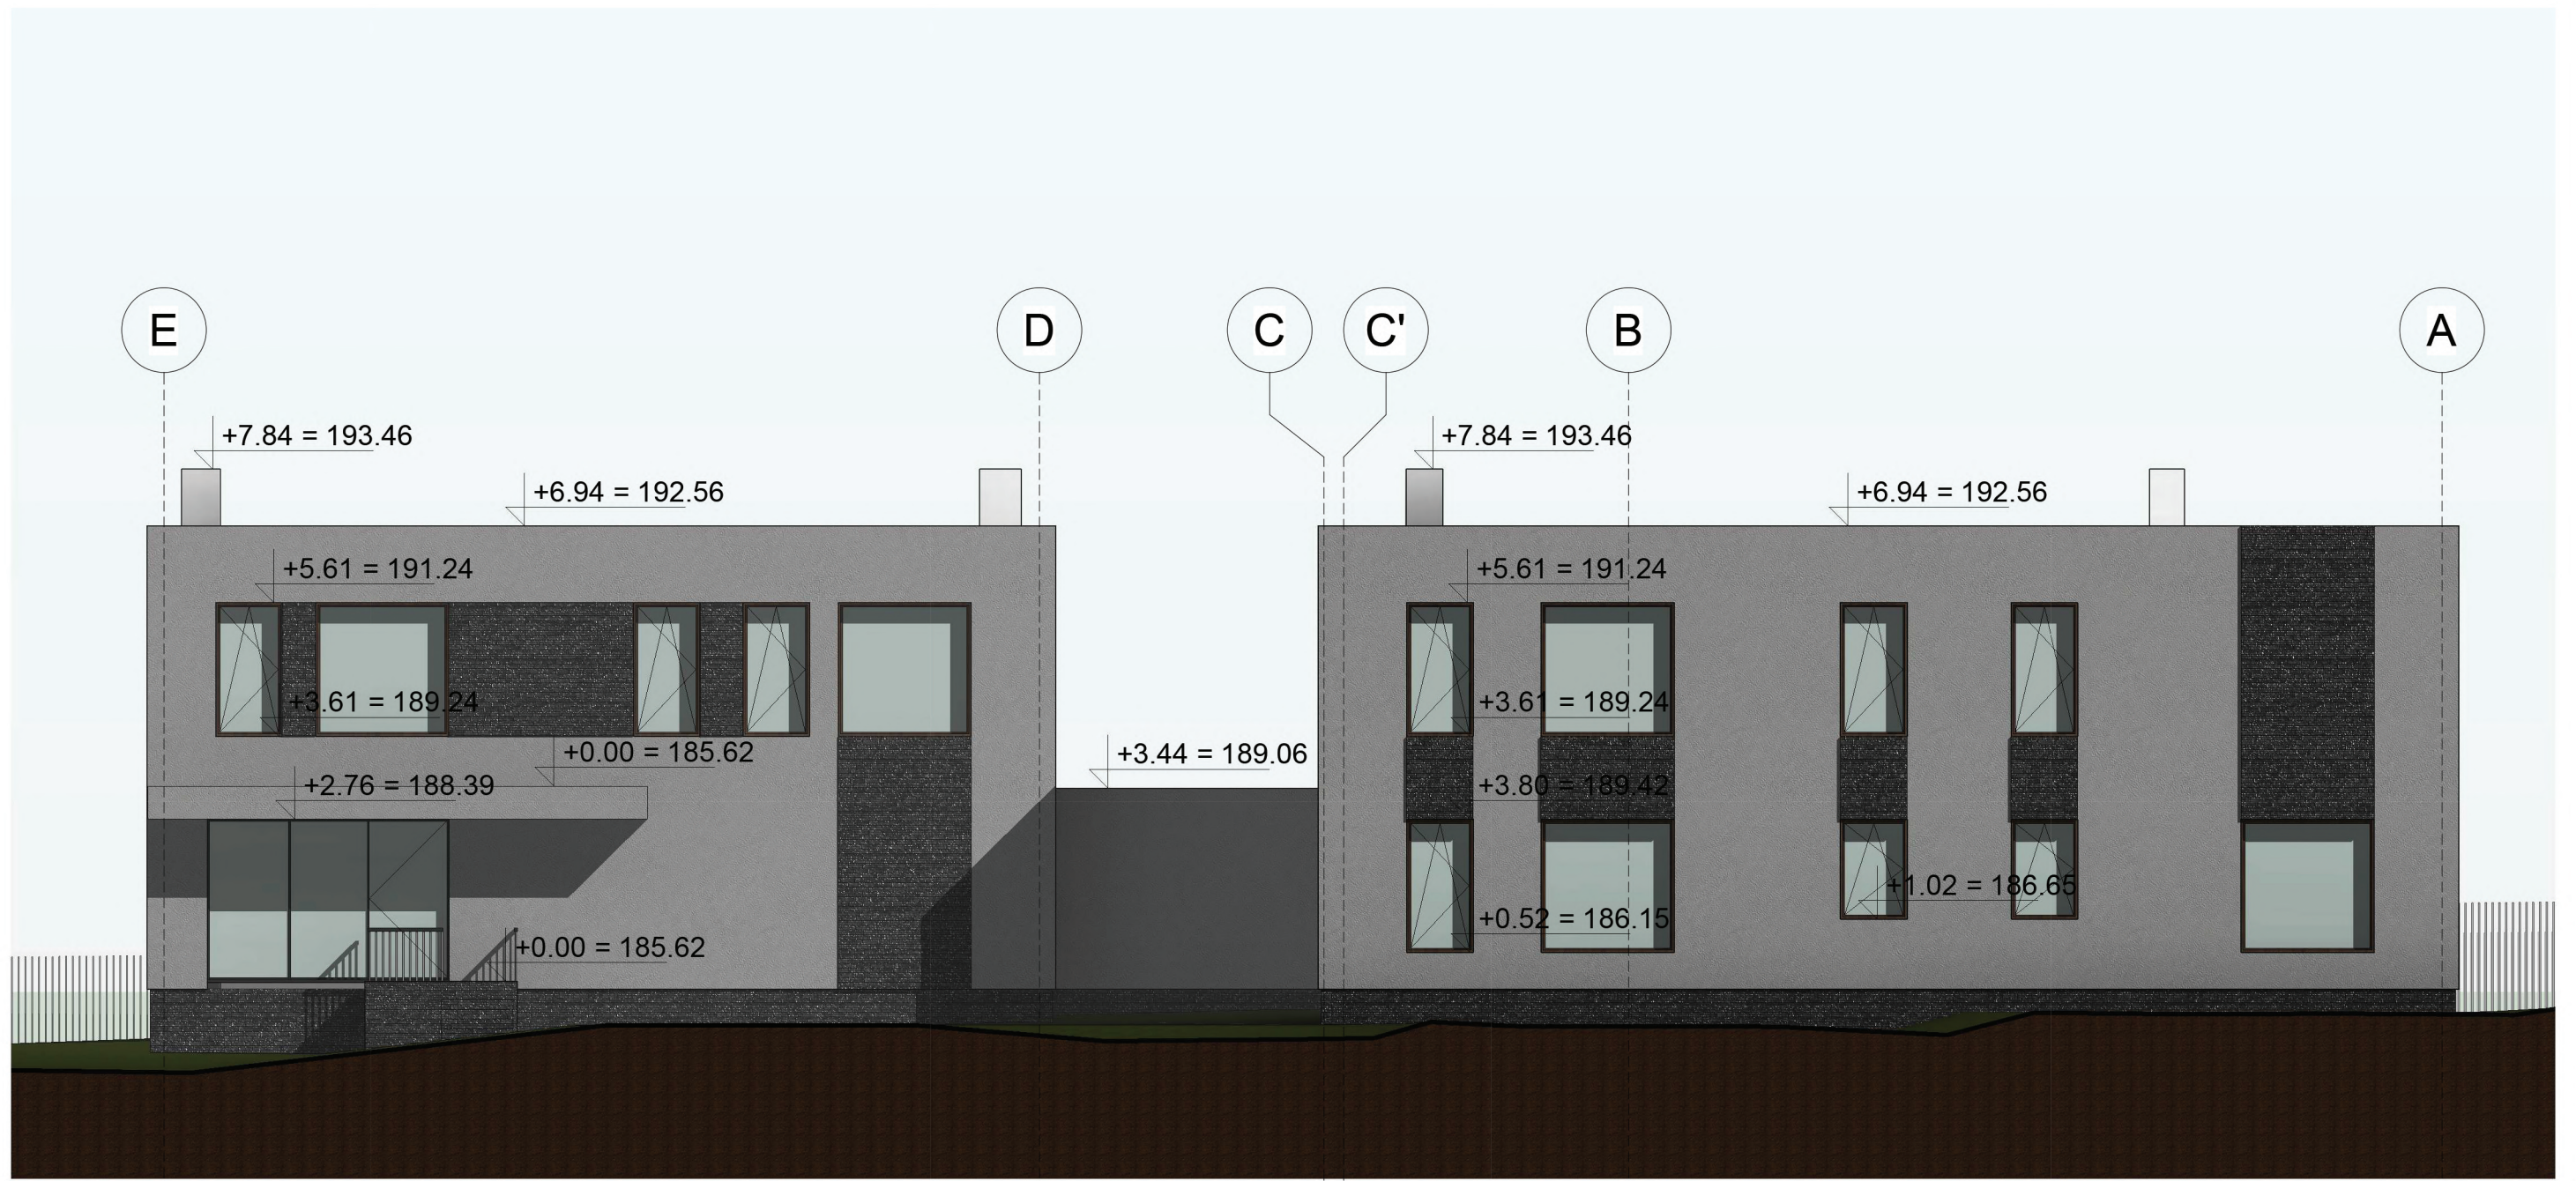 E
D
C
C'
B
A
+7.84 = 193.46
+7.84 = 193.46
+6.94 = 192.56
+6.94 = 192.56
+5.61 = 191.24
+5.61 = 191.24
+3.61 = 189.24
+3.61 = 189.24
+0.00 = 185.62
+3.44 = 189.06
+2.76 = 188.39
+3.80 = 189.42
+1.02 = 186.65
+0.52 = 186.15
+0.00 = 185.62